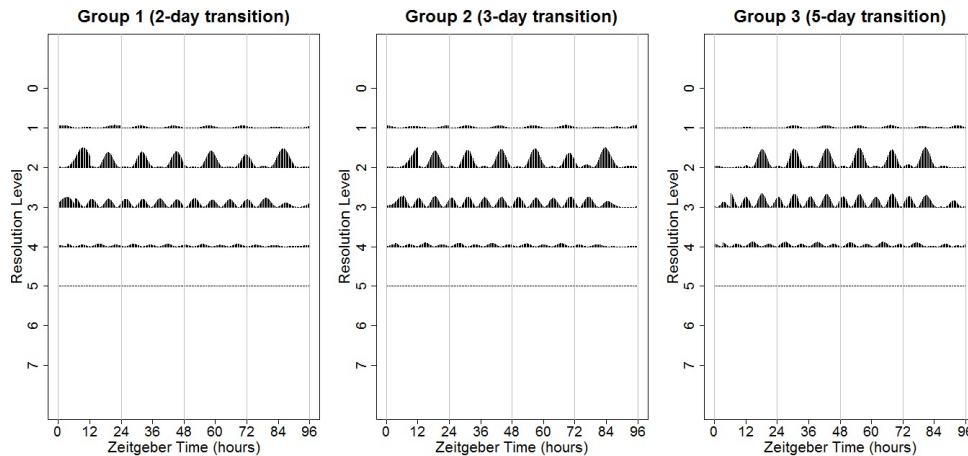 Group 1 (2-day transition)
Group 2 (3-day transition)
Group 3 (5-day transition)
Resolution Level
0
1
2
3
4
5
6
7
0 12 24 36 48 60 72 84 96
Zeitgeber Time (hours)
Resolution Level
0
1
2
3
4
5
6
7
0 12 24 36 48 60 72 84 96
Zeitgeber Time (hours)
Resolution Level
0
1
2
3
4
5
6
7
0 12 24 36 48 60 72 84 96
Zeitgeber Time (hours)